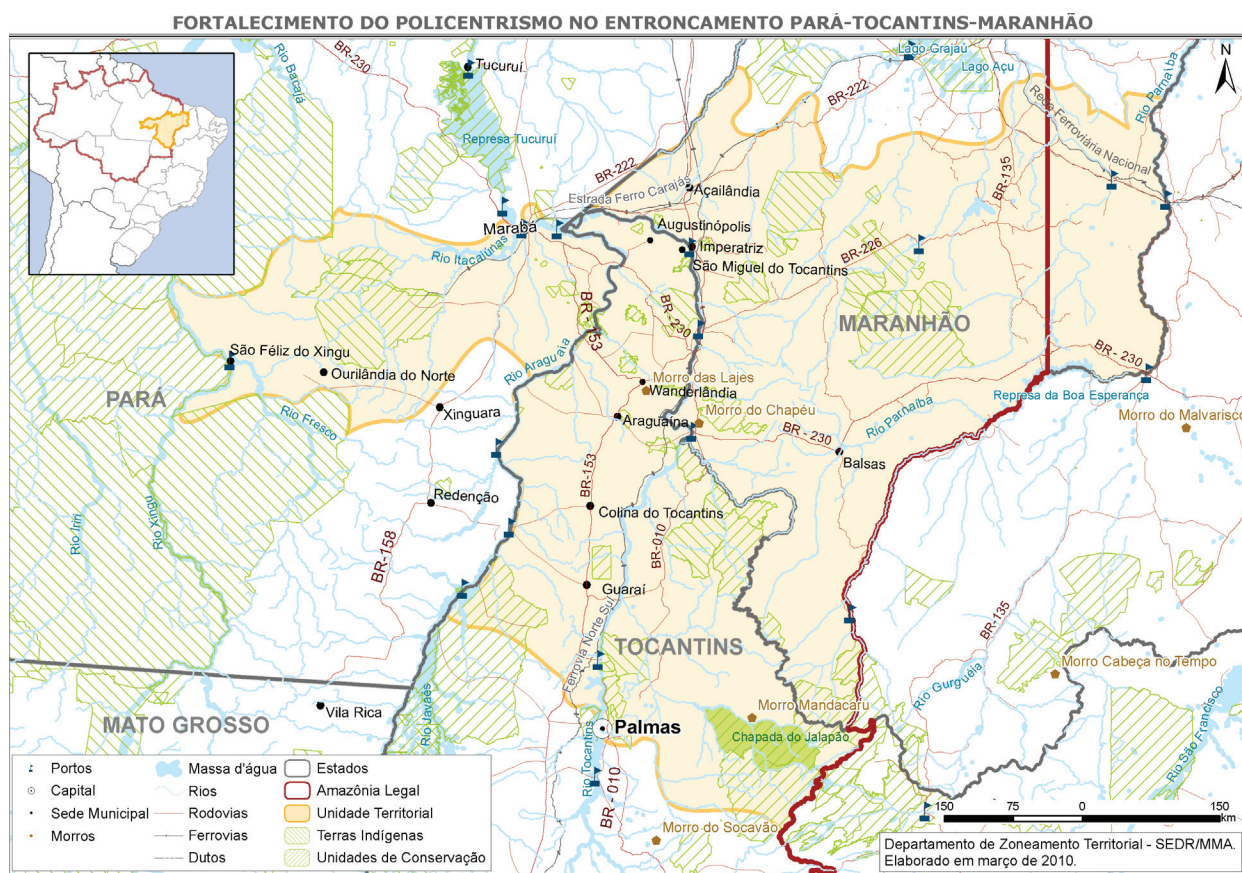 FORTALECIMENTO DO POLICENTRISMO NO ENTRONCAMENTO PARÁ-TOCANTINS-MARANHÃO
N
Rio Bacajá
BR-230
Tucuruí
Represa Tucuruí
Lago Grajaú
Lago Açu
BR-222
Rio Parnaíba
Rede Ferroviária Nacional
BR-135
BR-222
Estrada Ferro Carajás
Açailândia
Marabá
Rio Itacaiúnas
Augustinópolis
Imperatriz
São Miguel do Tocantins
BR-226
BR - 153
BR - 230
MARANHÃO
São Féliz do Xingu
Ourilândia do Norte
PARÁ
Rio Fresco
Xinguara
Rio Araguaia
Morro das Lajes
Wanderlândia
Morro do Chapéu
Araguaína
BR - 230
Rio Parnaíba
Represa da Boa Esperança
BR - 230
Morro do Malvarisco
Balsas
BR-153
Redenção
Colina do Tocantins
BR-010
Rio Iriri
Rio Xingu
BR-158
Guaraí
Ferrovia Norte Sul
TOCANTINS
BR-135
Morro Cabeça no Tempo
Rio Gurguéla
Rio São Francisco
MATO GROSSO
Vila Rica
Rio Javaes
Palmas
Morro Mandacaru
Chapada do Jalapão
Rio Tocantins
BR - 010
Morro do Socavão
Portos
Capital
Sede Municipal
Morros
Massa d'água
Rios
Rodovias
Ferrovias
Dutos
Estados
Amazônia Legal
Unidade Territorial
Terras Indígenas
Unidades de Conservação
150 75 0 150
km
Departamento de Zoneamento Territorial - SEDR/MMA.
Elaborado em março de 2010.